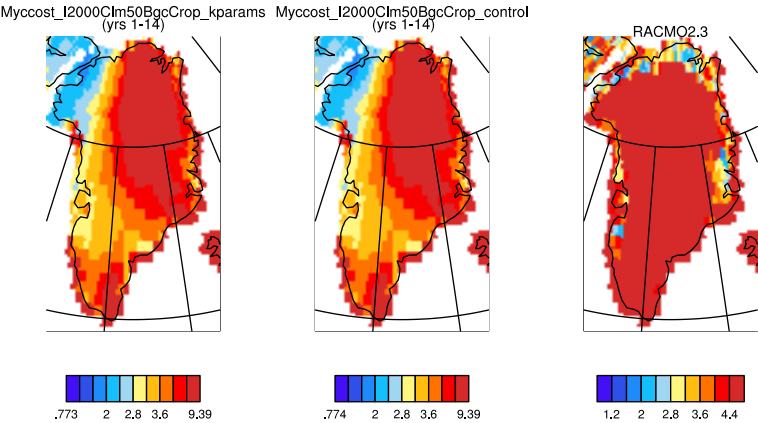 Myccost_I2000Clm50BgcCrop_kparams
(yrs 1-14)
Myccost_I2000Clm50BgcCrop_control
(yrs 1-14)
RACMO2.3
.773 2 2.8 3.6 9.39
.774 2 2.8 3.6 9.39
1.2 2 2.8 3.6 4.4